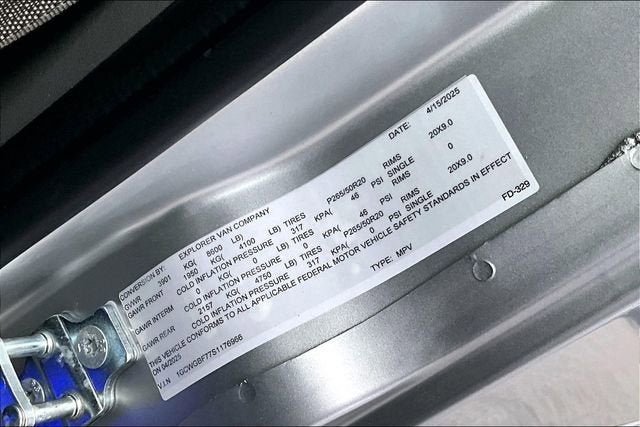 CONVERSION BY: EXPLORER VAN COMPANY DATE: 4/15/2025
GVWR 3901 KG( 8600 LB)
GAWR FRONT 1950 KG( 4100 LB) TIRES P265/50R20 RIMS 20X9.0
COLD INFLATION PRESSURE 317 KPA( 46 PSI SINGLE
GAWR INTERM 0 KG( 0 LB) TIRES RIMS 0
COLD INFLATION PRESSURE 0 KPA( 46 PSI SINGLE
GAWR REAR 2157 KG( 4750 LB) TIRES P265/50R20 RIMS 20X9.0
COLD INFLATION PRESSURE 317 KPA( 0 PSI SINGLE
THIS VEHICLE CONFORMS TO ALL APPLICABLE FEDERAL MOTOR VEHICLE SAFETY STANDARDS IN EFFECT
ON 04/2025
V.I.N 1GCWGBF77S1176966 TYPE: MPV FD-329